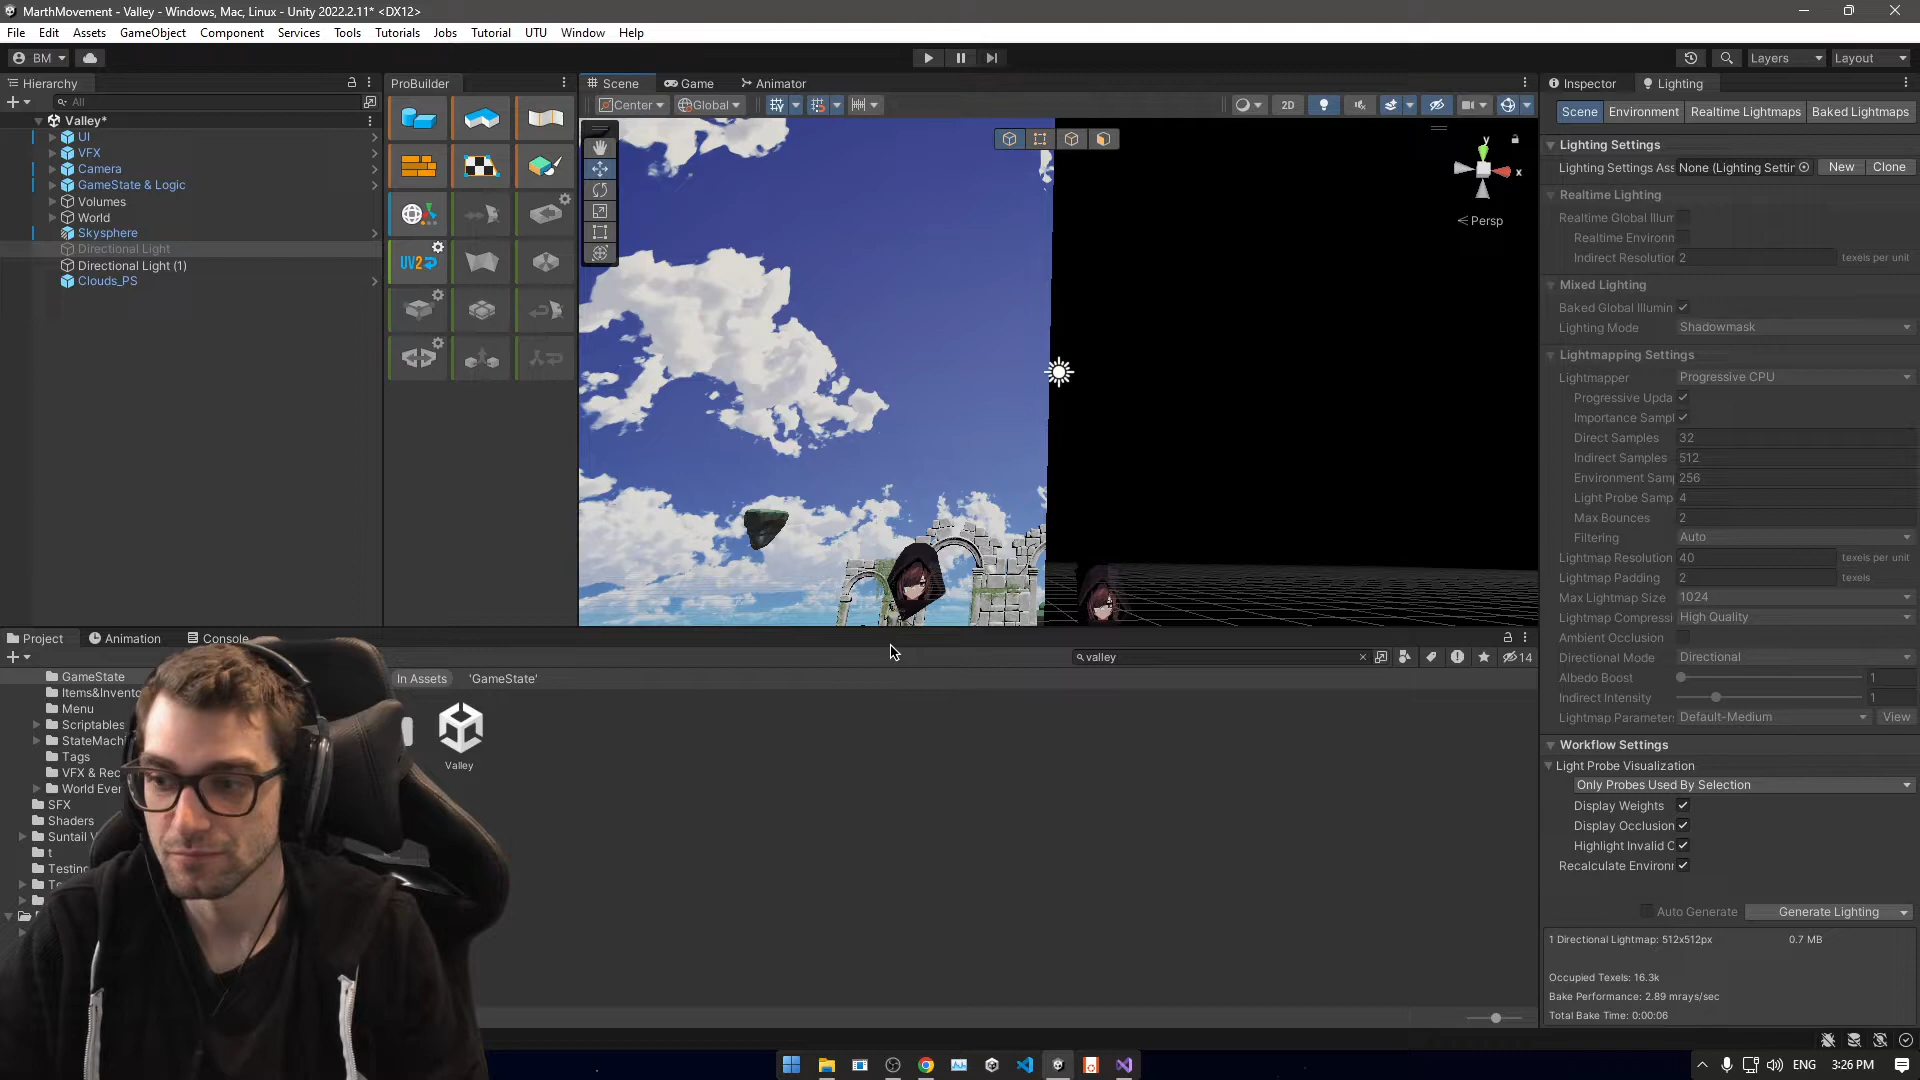 MarthMovement - Valley - Windows, Mac, Linux - Unity 2022.2.11* <DX12>
File Edit Assets GameObject Component Services Tools Tutorials Jobs Tutorial UTU Window Help
BM
Layers Layout
Hierarchy
All
Valley*
UI
VFX
Camera
GameState & Logic
Volumes
World
Skysphere
Directional Light
Directional Light (1)
Clouds_PS
ProBuilder
UV2
Scene Game Animator
Center Global 2D
y
x
Persp
Inspector Lighting
Scene Environment Realtime Lightmaps Baked Lightmaps
Lighting Settings
Lighting Settings Ass None (Lighting Settin New Clone
Realtime Lighting
Realtime Global Illum
Realtime Environn
Indirect Resolution 2 texels per unit
Mixed Lighting
Baked Global Illumin
Lighting Mode Shadowmask
Lightmapping Settings
Lightmapper Progressive CPU
Progressive Upda
Importance Sampl
Direct Samples 32
Indirect Samples 512
Environment Sam 256
Light Probe Samp 4
Max Bounces 2
Filtering Auto
Lightmap Resolution 40 texels per unit
Lightmap Padding 2 texels
Max Lightmap Size 1024
Lightmap Compressi High Quality
Ambient Occlusion
Directional Mode Directional
Albedo Boost 1
Indirect Intensity 1
Lightmap Parameter Default-Medium View
Workflow Settings
Light Probe Visualization
Only Probes Used By Selection
Display Weights
Display Occlusion
Highlight Invalid C
Recalculate Environ
Auto Generate Generate Lighting
1 Directional Lightmap: 512x512px 0.7 MB
Occupied Texels: 16.3k
Bake Performance: 2.89 mrays/sec
Total Bake Time: 0:00:06
Project Animation Console
valley 14
GameState
Items&Invento
Menu
Scriptables
StateMachi
Tags
VFX & Rec
World Ever
SFX
Shaders
Suntail V
t
Testing
In Assets 'GameState'
Valley
ENG 3:26 PM